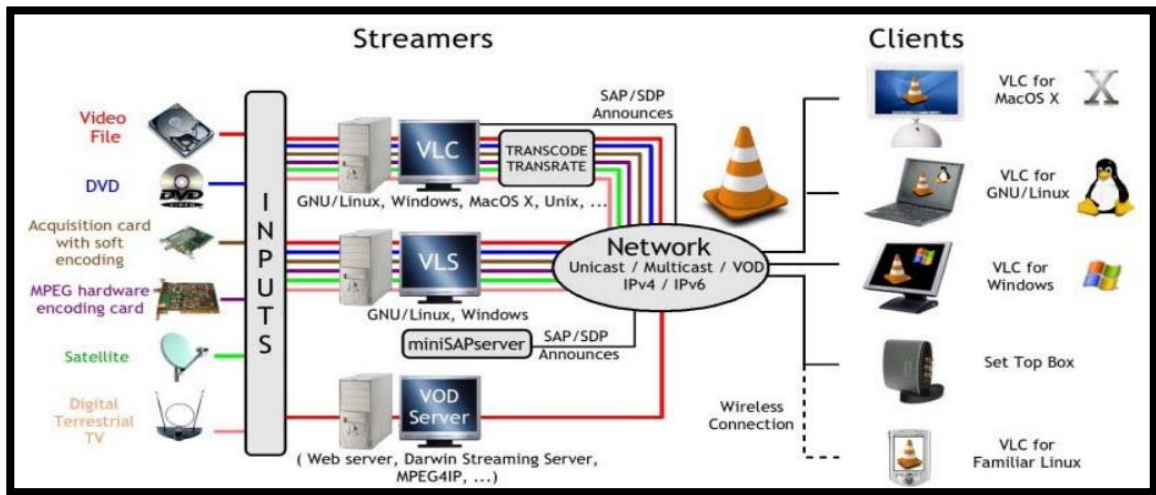 Streamers
Clients
Video
File
DVD
DVD
VIDEO
Acquisition card
with soft
encoding
MPEG hardware
encoding card
Satellite
Digital
Terrestrial
TV
I
N
P
U
T
S
VLC
TRANSCODE
TRANSRATE
SAP/SDP
Announces
GNU/Linux, Windows, MacOS X, Unix, ...
VLS
GNU/Linux, Windows
miniSAPserver
SAP/SDP
Announces
VOD
Server
( Web server, Darwin Streaming Server,
MPEG4IP, ...)
Network
Unicast / Multicast / VOD
IPv4 / IPv6
Wireless
Connection
VLC for
MacOS X
X
VLC for
GNU/Linux
VLC for
Windows
Set Top Box
VLC for
Familiar Linux